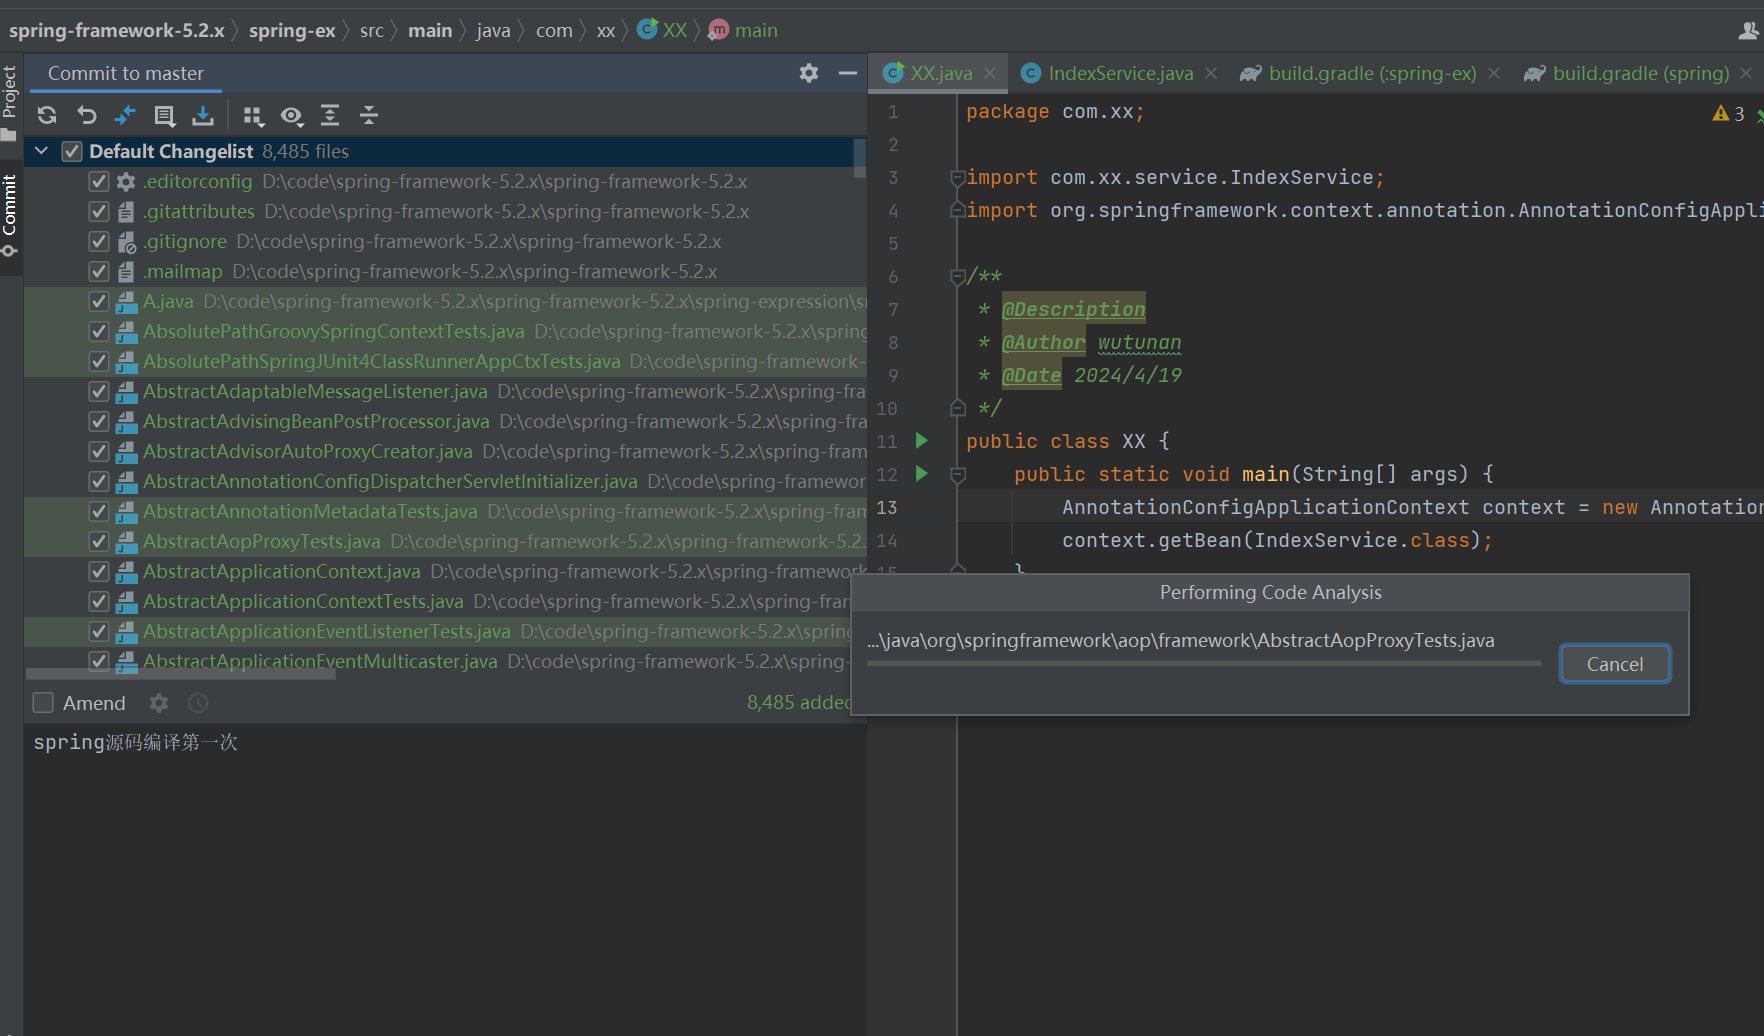 spring-framework-5.2.x 〉 spring-ex 〉 src 〉 main 〉 java 〉 com 〉 xx 〉 XX 〉 main
Project
Commit
Commit to master
Default Changelist 8,485 files
.editorconfig D:\code\spring-framework-5.2.x\spring-framework-5.2.x
.gitattributes D:\code\spring-framework-5.2.x\spring-framework-5.2.x
.gitignore D:\code\spring-framework-5.2.x\spring-framework-5.2.x
.mailmap D:\code\spring-framework-5.2.x\spring-framework-5.2.x
A.java D:\code\spring-framework-5.2.x\spring-framework-5.2.x\spring-expression\s
AbsolutePathGroovySpringContextTests.java D:\code\spring-framework-5.2.x\spring
AbsolutePathSpringJUnit4ClassRunnerAppCtxTests.java D:\code\spring-framework-
AbstractAdaptableMessageListener.java D:\code\spring-framework-5.2.x\spring-fra
AbstractAdvisingBeanPostProcessor.java D:\code\spring-framework-5.2.x\spring-fra
AbstractAdvisorAutoProxyCreator.java D:\code\spring-framework-5.2.x\spring-fram
AbstractAnnotationConfigDispatcherServletInitializer.java D:\code\spring-framewor
AbstractAnnotationMetadataTests.java D:\code\spring-framework-5.2.x\spring-fram
AbstractAopProxyTests.java D:\code\spring-framework-5.2.x\spring-framework-5.2.
AbstractApplicationContext.java D:\code\spring-framework-5.2.x\spring-framework
AbstractApplicationContextTests.java D:\code\spring-framework-5.2.x\spring-fran
AbstractApplicationEventListenerTests.java D:\code\spring-framework-5.2.x\spring
AbstractApplicationEventMulticaster.java D:\code\spring-framework-5.2.x\spring-
Amend
8,485 added
spring源码编译第一次
XX.java
IndexService.java
build.gradle (:spring-ex)
build.gradle (spring)
3
1 package com.xx;
2
3 import com.xx.service.IndexService;
4 import org.springframework.context.annotation.AnnotationConfigAppli
5
6 /**
7 * @Description
8 * @Author wutunan
9 * @Date 2024/4/19
10 */
11 public class XX {
12 public static void main(String[] args) {
13 AnnotationConfigApplicationContext context = new Annotation
14 context.getBean(IndexService.class);
15 }
Performing Code Analysis
...\java\org\springframework\aop\framework\AbstractAopProxyTests.java
Cancel